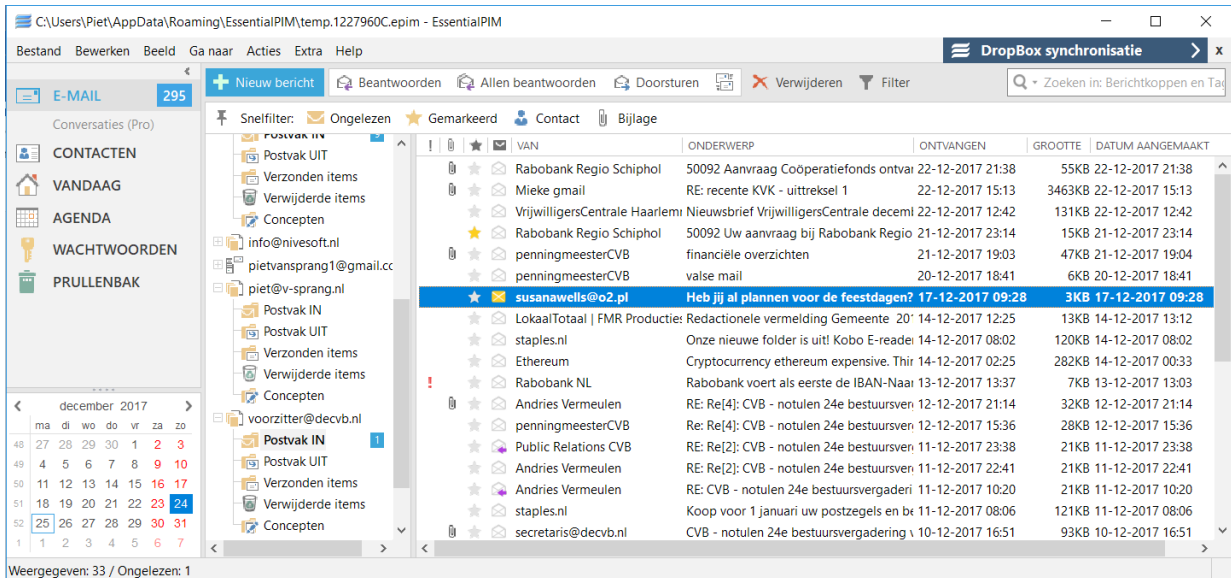 C:\Users\Piet\AppData\Roaming\EssentialPIM\temp.1227960C.epim - EssentialPIM
Bestand Bewerken Beeld Ga naar Acties Extra Help
DropBox synchronisatie x
E-MAIL 295
Conversaties (Pro)
CONTACTEN
VANDAAG
AGENDA
WACHTWOORDEN
PRULLENBAK
december 2017
ma di wo do vr za zo
48 27 28 29 30 1 2 3
49 4 5 6 7 8 9 10
50 11 12 13 14 15 16 17
51 18 19 20 21 22 23 24
52 25 26 27 28 29 30 31
1 1 2 3 4 5 6 7
Nieuw bericht Beantwoorden Allen beantwoorden Doorsturen Verwijderen Filter Zoeken in: Berichtkoppen en Tag
Snelfilter: Ongelezen Gemarkeerd Contact Bijlage
Postvak IN
Postvak UIT
Verzonden items
Verwijderde items
Concepten
info@nivesoft.nl
pietvansprang1@gmail.cc
piet@v-sprang.nl
Postvak IN
Postvak UIT
Verzonden items
Verwijderde items
Concepten
voorzitter@decvb.nl
Postvak IN 1
Postvak UIT
Verzonden items
Verwijderde items
Concepten
! VAN ONDERWERP ONTVANGEN GROOTTE DATUM AANGEMAAKT
Rabobank Regio Schiphol 50092 Aanvraag Coöperatiefonds ontvar 22-12-2017 21:38 55KB 22-12-2017 21:38
Mieke gmail RE: recente KVK - uittreksel 1 22-12-2017 15:13 3463KB 22-12-2017 15:13
VrijwilligersCentrale Haarlemr Nieuwsbrief VrijwilligersCentrale decemb 22-12-2017 12:42 131KB 22-12-2017 12:42
Rabobank Regio Schiphol 50092 Uw aanvraag bij Rabobank Regio 21-12-2017 23:14 15KB 21-12-2017 23:14
penningmeesterCVB financiële overzichten 21-12-2017 19:03 47KB 21-12-2017 19:04
penningmeesterCVB valse mail 20-12-2017 18:41 6KB 20-12-2017 18:41
susanawells@o2.pl Heb jij al plannen voor de feestdagen? 17-12-2017 09:28 3KB 17-12-2017 09:28
LokaalTotaal | FMR Producties Redactionele vermelding Gemeente 20 14-12-2017 12:25 13KB 14-12-2017 13:12
staples.nl Onze nieuwe folder is uit! Kobo E-reade 14-12-2017 08:02 120KB 14-12-2017 08:02
Ethereum Cryptocurrency ethereum expensive. Thir 14-12-2017 02:25 282KB 14-12-2017 00:33
! Rabobank NL Rabobank voert als eerste de IBAN-Naar 13-12-2017 13:37 7KB 13-12-2017 13:03
Andries Vermeulen RE: Re[4]: CVB - notulen 24e bestuursver 12-12-2017 21:14 32KB 12-12-2017 21:14
penningmeesterCVB Re: Re[4]: CVB - notulen 24e bestuursver 12-12-2017 15:36 28KB 12-12-2017 15:36
Public Relations CVB RE: Re[2]: CVB - notulen 24e bestuursver 11-12-2017 23:38 21KB 11-12-2017 23:38
Andries Vermeulen RE: Re[2]: CVB - notulen 24e bestuursver 11-12-2017 22:41 21KB 11-12-2017 22:41
Andries Vermeulen RE: CVB - notulen 24e bestuursvergaderi 11-12-2017 10:20 21KB 11-12-2017 10:20
staples.nl Koop voor 1 januari uw postzegels en be 11-12-2017 08:06 121KB 11-12-2017 08:06
secretaris@decvb.nl CVB - notulen 24e bestuursvergadering v 10-12-2017 16:51 93KB 10-12-2017 16:51
Weergegeven: 33 / Ongelezen: 1